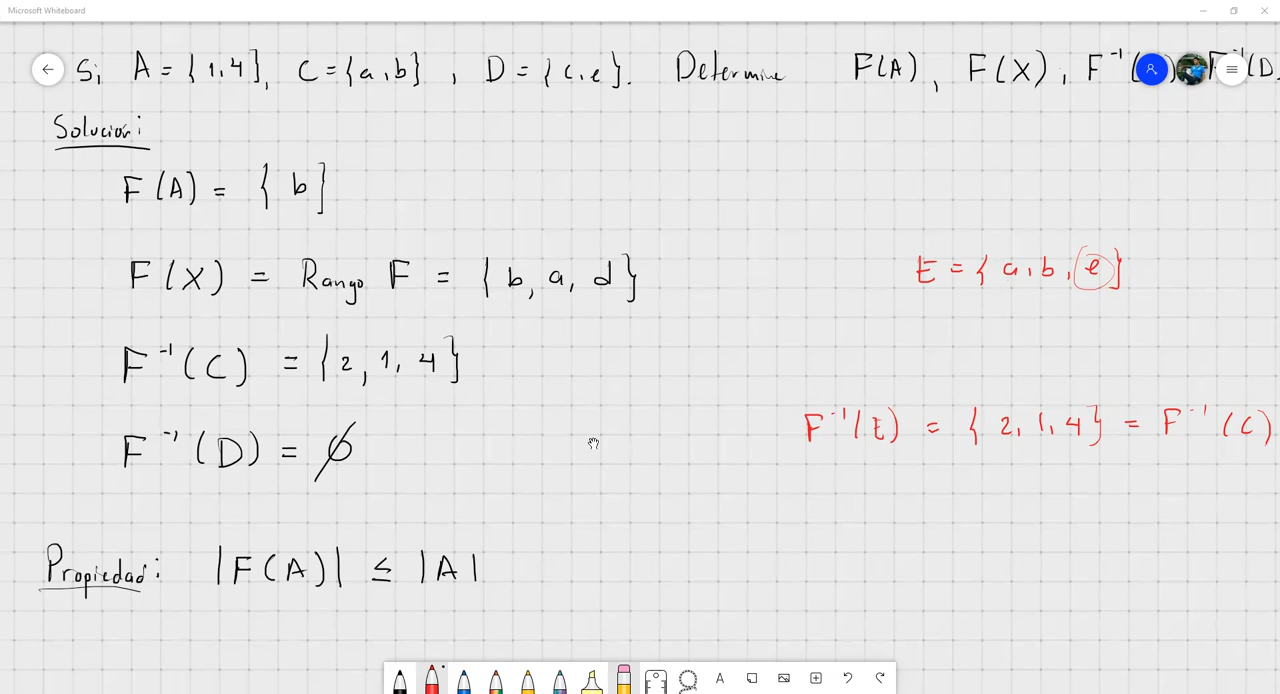 Microsoft Whiteboard
Si A = {1,4}, C = {a,b}, D = {c,e}. Determine F(A), F(X), F⁻¹( ) F⁻¹(D
Solución:
F(A) = {b}
F(X) = Rango F = {b, a, d}
E = {a, b, e}
F⁻¹(C) = {2, 1, 4}
F⁻¹(E) = {2, 1, 4} = F⁻¹(C)
F⁻¹(D) = ∅
Propiedad: |F(A)| ≤ |A|
A